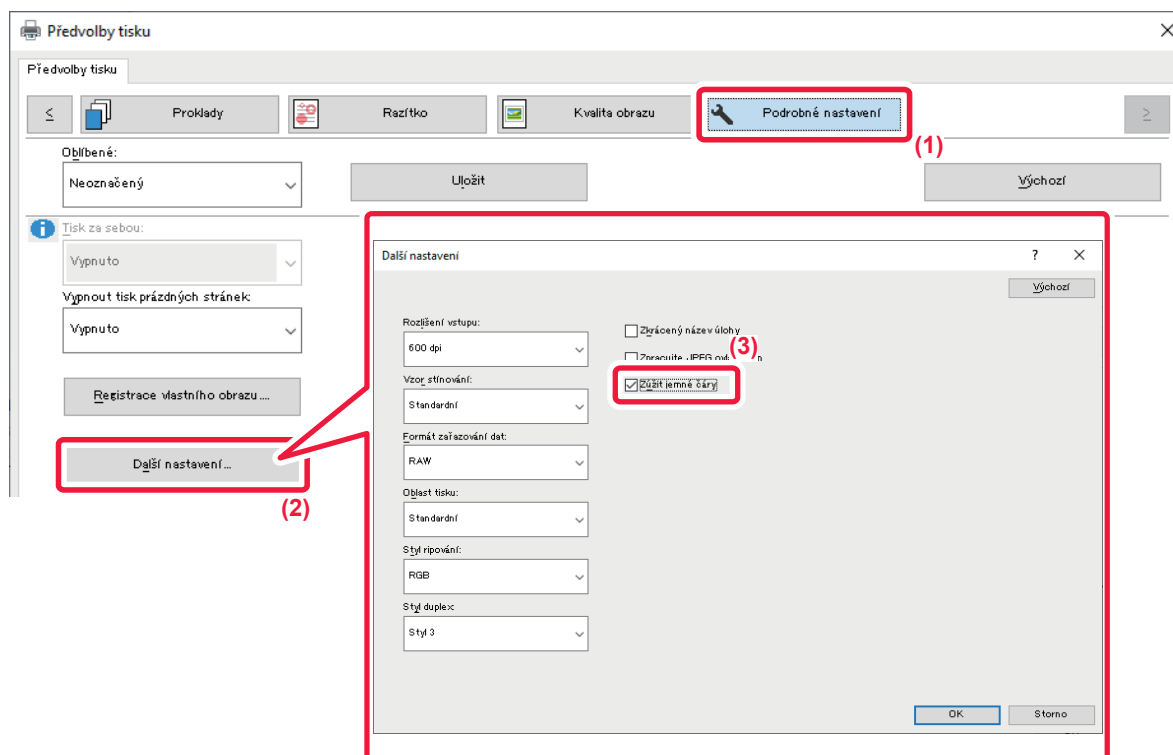 Předvolby tisku
Předvolby tisku
≤ Proklady Razítko Kvalita obrazu Podrobné nastavení ≥
(1)
Oblíbené:
Neoznačený Uložit Výchozí
Tisk za sebou:
Vypnuto
Vypnout tisk prázdných stránek:
Vypnuto
Registrace vlastního obrazu ....
Další nastavení...
(2)
Další nastavení ?
Výchozí
Rozlišení vstupu:
600 dpi
Vzor stínování:
Standardní
Formát zařazování dat:
RAW
Oblast tisku:
Standardní
Styl ripování:
RGB
Styl duplex:
Styl 3
Zkrácený název úlohy
Zpracujte JPEG
(3)
Zúžit jemné čáry
OK Storno